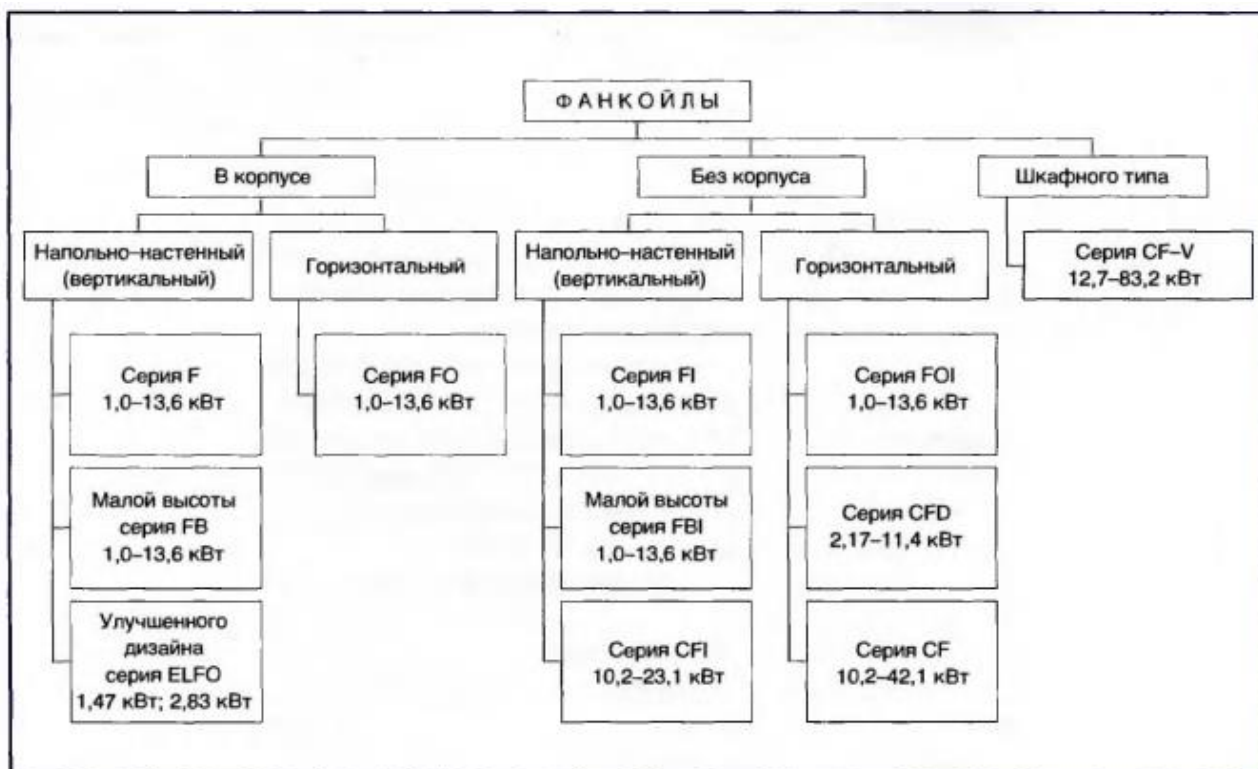 ФАНКОЙЛЫ
В корпусе
Без корпуса
Шкафного типа
Напольно-настенный
(вертикальный)
Горизонтальный
Напольно-настенный
(вертикальный)
Горизонтальный
Серия CF–V
12,7–83,2 кВт
Серия F
1,0–13,6 кВт
Серия FO
1,0–13,6 кВт
Серия FI
1,0–13,6 кВт
Серия FOI
1,0–13,6 кВт
Малой высоты
серия FB
1,0–13,6 кВт
Малой высоты
серия FBI
1,0–13,6 кВт
Серия CFD
2,17–11,4 кВт
Улучшенного
дизайна
серия ELFO
1,47 кВт; 2,83 кВт
Серия CFI
10,2–23,1 кВт
Серия CF
10,2–42,1 кВт